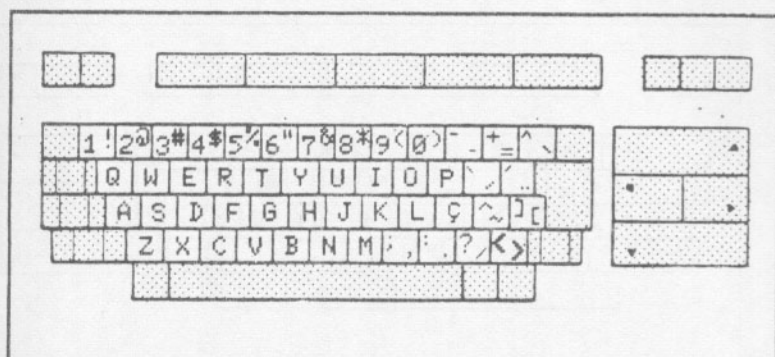 1 ! 2 @ 3 # 4 $ 5 % 6 " 7 & 8 * 9 ( 0 ) - + = ^ \
Q W E R T Y U I O P ` ´
A S D F G H J K L Ç ^ ~ ] [
Z X C V B N M ; , : . ? / < >